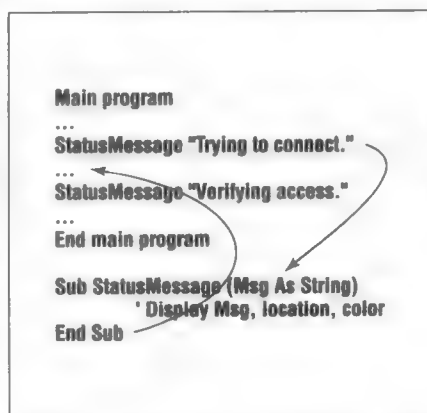 Main program
...
StatusMessage "Trying to connect."
...
StatusMessage "Verifying access."
...
End main program
Sub StatusMessage (Msg As String)
' Display Msg, location, color
End Sub